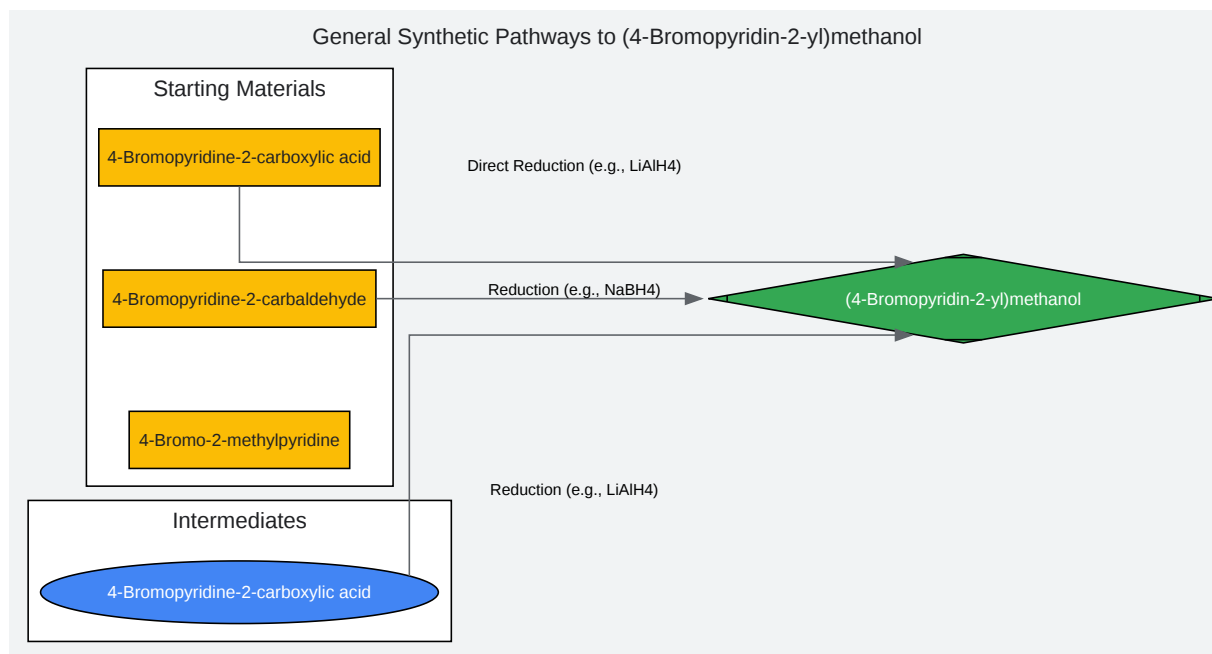 General Synthetic Pathways to (4-Bromopyridin-2-yl)methanol
Starting Materials
4-Bromopyridine-2-carboxylic acid
Direct Reduction (e.g., LiAlH4)
4-Bromopyridine-2-carbaldehyde
Reduction (e.g., NaBH4)
(4-Bromopyridin-2-yl)methanol
4-Bromo-2-methylpyridine
Reduction (e.g., LiAlH4)
Intermediates
4-Bromopyridine-2-carboxylic acid